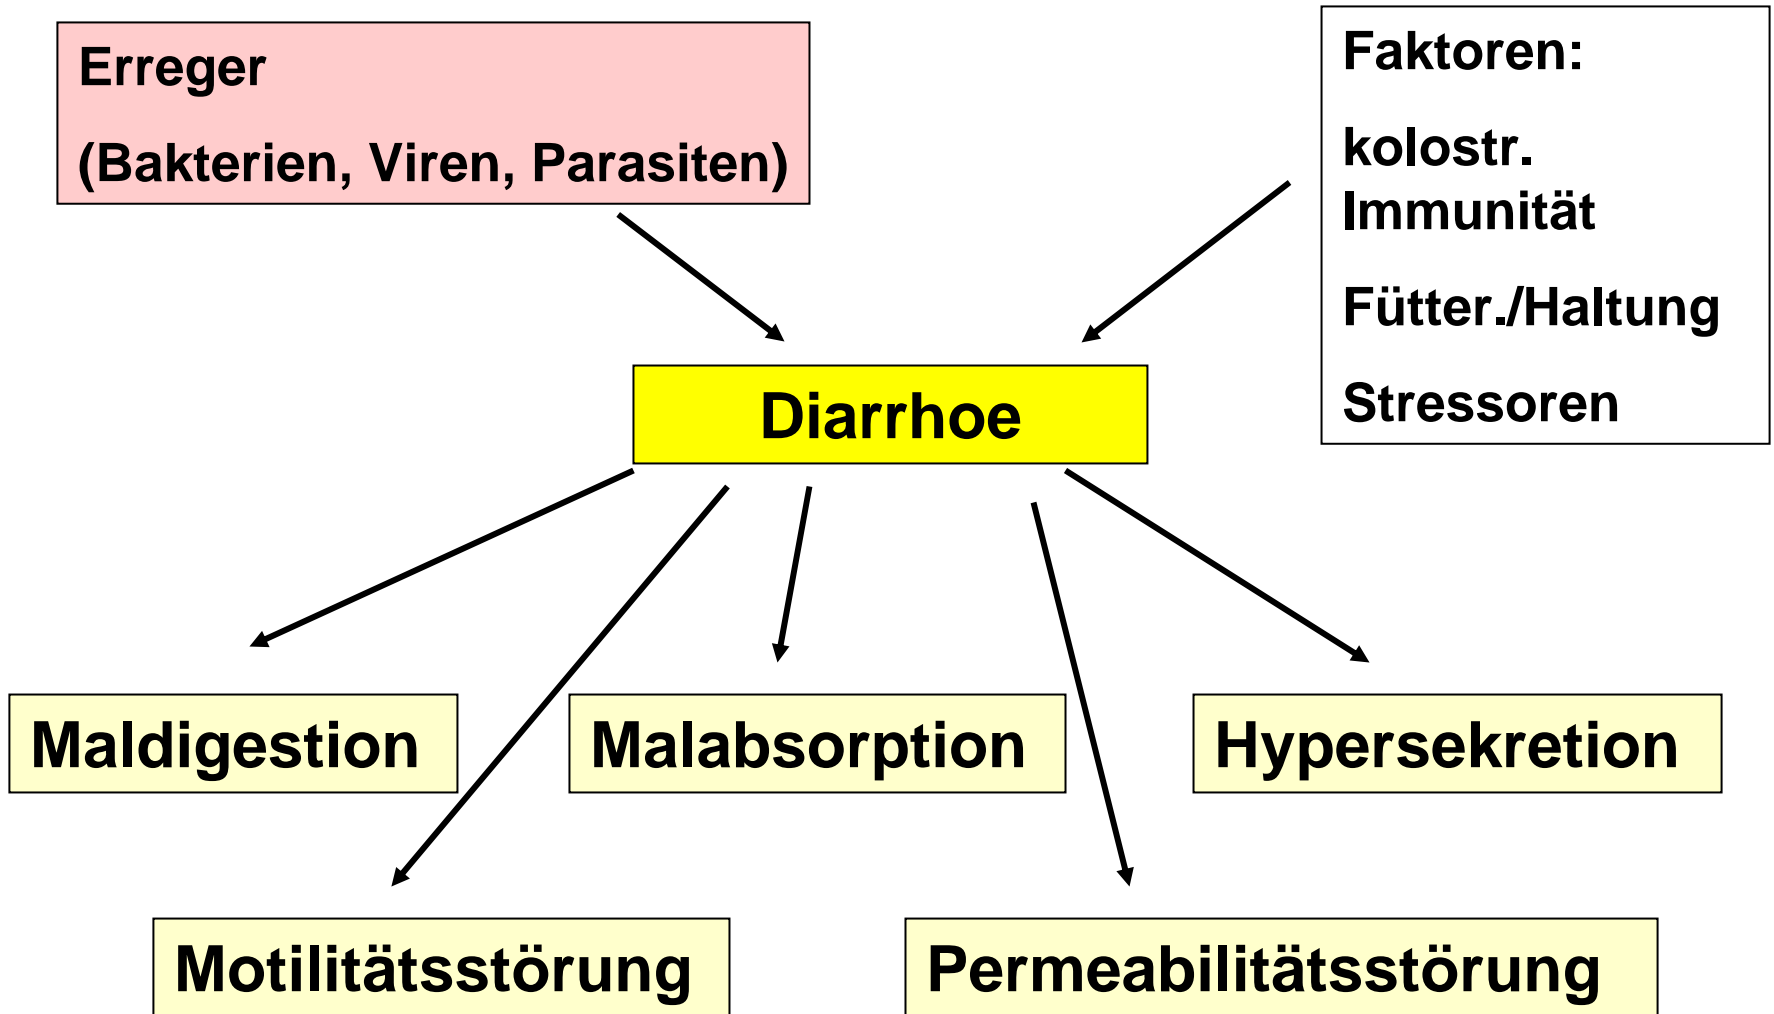 Erreger
(Bakterien, Viren, Parasiten)
Faktoren:
kolostr.
Immunität
Fütter./Haltung
Stressoren
Diarrhoe
Maldigestion
Malabsorption
Hypersekretion
Motilitätsstörung
Permeabilitätsstörung